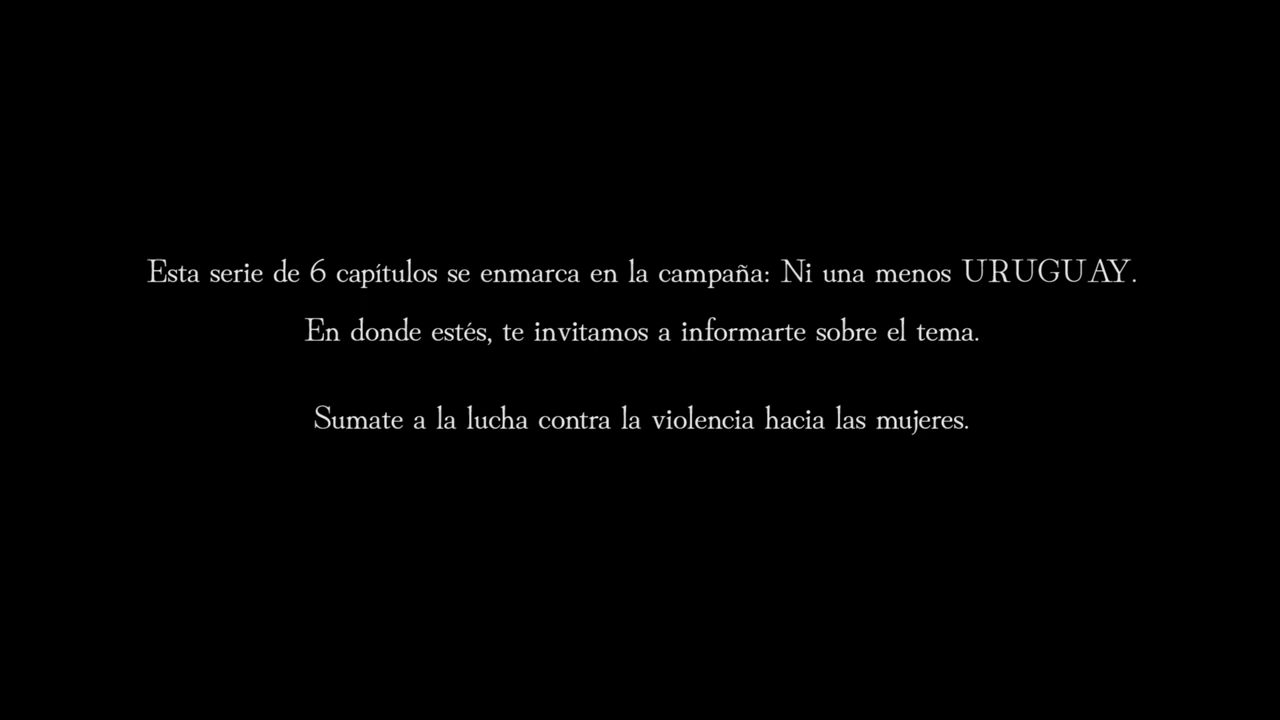 Esta serie de 6 capítulos se enmarca en la campaña: Ni una menos URUGUAY.
En donde estés, te invitamos a informarte sobre el tema.
Sumate a la lucha contra la violencia hacia las mujeres.